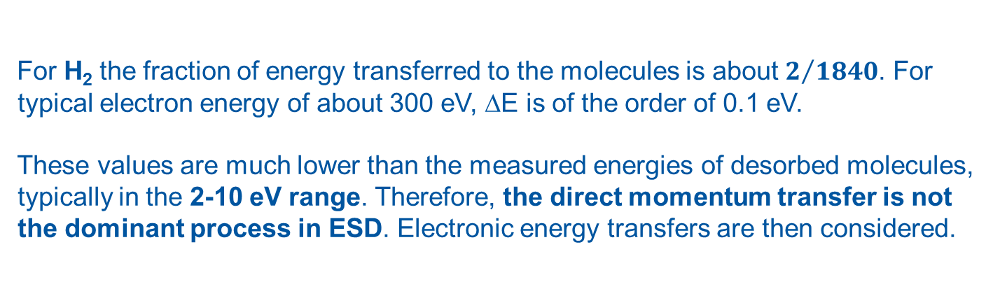 For H₂ the fraction of energy transferred to the molecules is about 2/1840. For
typical electron energy of about 300 eV, ΔE is of the order of 0.1 eV.
These values are much lower than the measured energies of desorbed molecules,
typically in the 2-10 eV range. Therefore, the direct momentum transfer is not
the dominant process in ESD. Electronic energy transfers are then considered.